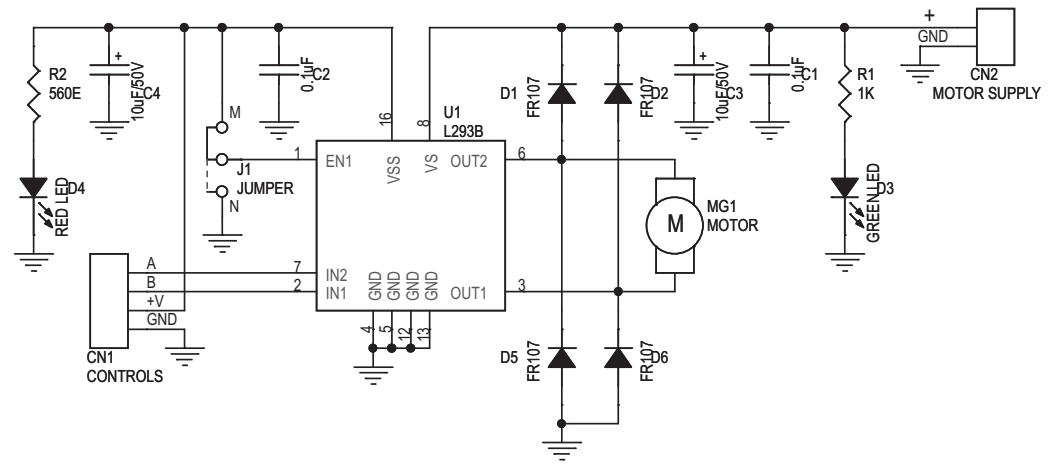 +
GND
CN2
MOTOR SUPPLY
R2
560E
+
10uF/50V
C4
0.1uF
C2
D1
FR107
D2
FR107
+
10uF/50V
C3
0.1uF
C1
R1
1K
M
J1
JUMPER
N
U1
L293B
16
8
1
EN1
VSS
VS
OUT2
6
D4
RED LED
MG1
MOTOR
M
D3
GREEN LED
A
B
+V
GND
CN1
CONTROLS
7
IN2
2
IN1
GND
GND
GND
GND
OUT1
3
4
5
12
13
D5
FR107
D6
FR107